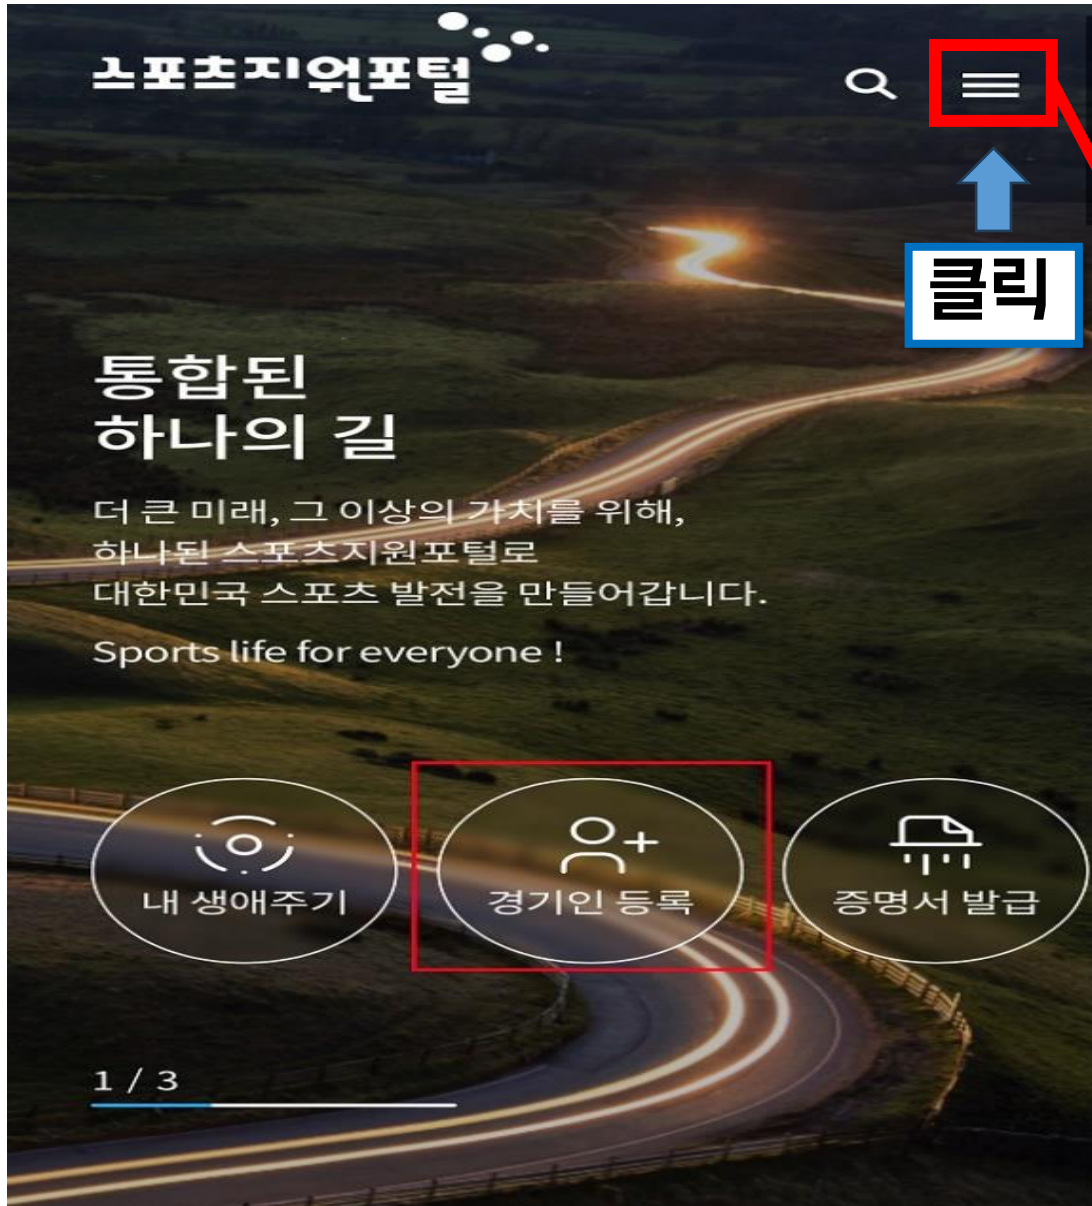 스포츠지원포털
클릭
통합된
하나의 길
더 큰 미래, 그 이상의 가치를 위해,
하나된 스포츠지원포털로
대한민국 스포츠 발전을 만들어갑니다.
Sports life for everyone !
내 생애주기
경기인 등록
증명서 발급
1 / 3